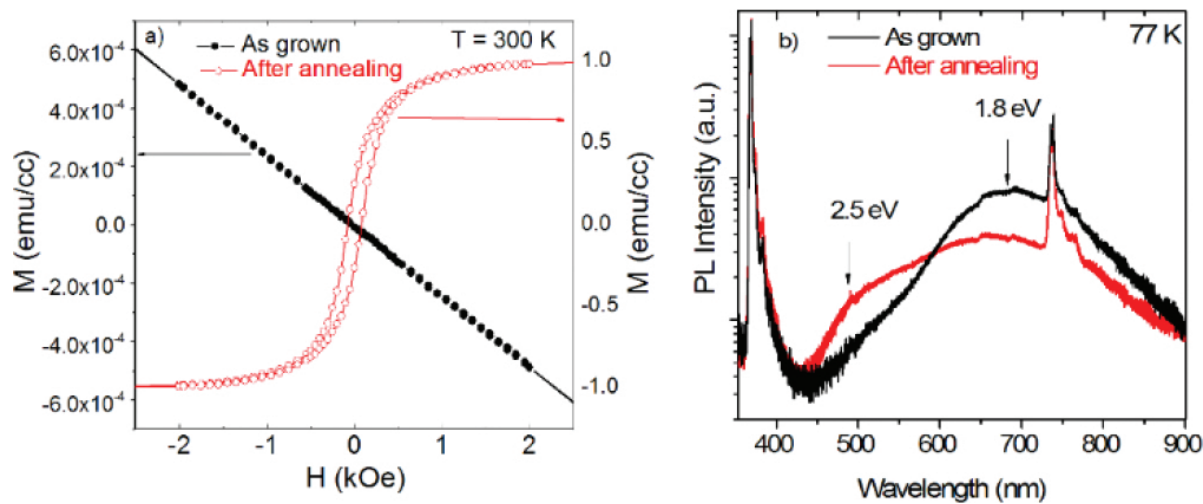 a)
As grown
After annealing
T = 300 K
6.0x10⁻⁴
4.0x10⁻⁴
2.0x10⁻⁴
0.0
-2.0x10⁻⁴
-4.0x10⁻⁴
-6.0x10⁻⁴
M (emu/cc)
1.0
0.5
0.0
-0.5
-1.0
M (emu/cc)
-2 -1 0 1 2
H (kOe)
b)
As grown
After annealing
77 K
1.8 eV
2.5 eV
PL Intensity (a.u.)
400 500 600 700 800 900
Wavelength (nm)